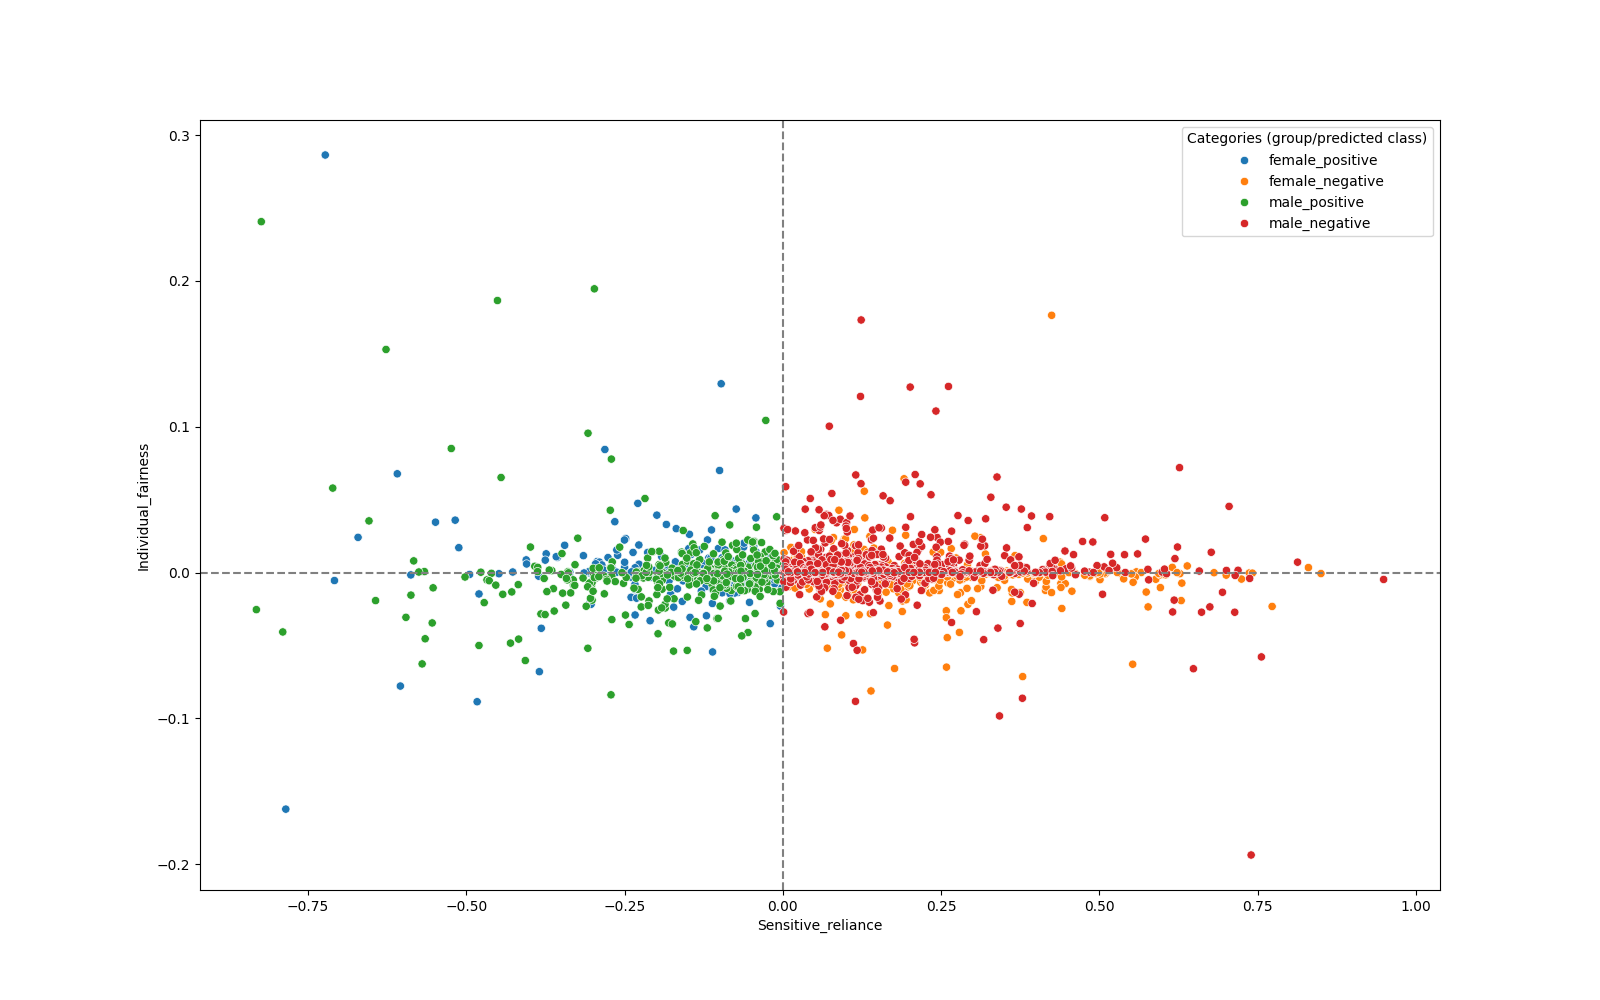 Categories (group/predicted class)
female_positive
female_negative
male_positive
male_negative
0.3
0.2
0.1
0.0
−0.1
−0.2
Individual_fairness
−0.75
−0.50
−0.25
0.00
0.25
0.50
0.75
1.00
Sensitive_reliance